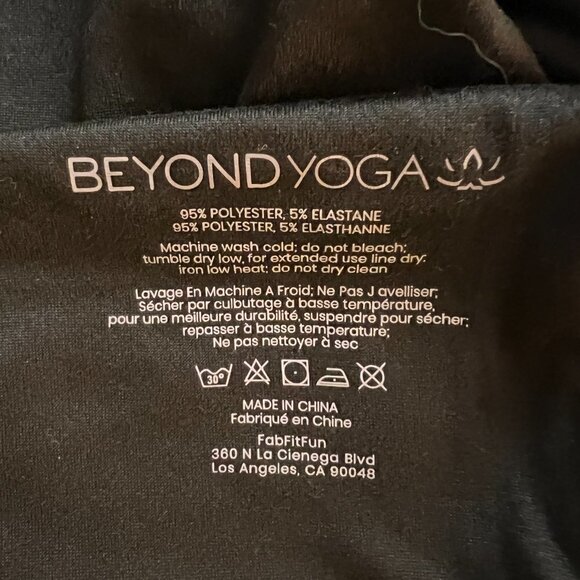 BEYOND YOGA
95% POLYESTER, 5% ELASTANE
95% POLYESTER, 5% ELASTHANNE
Machine wash cold; do not bleach;
tumble dry low, for extended use line dry;
iron low heat; do not dry clean
Lavage En Machine A Froid; Ne Pas J avelliser;
Sécher par culbutage à basse température,
pour une meilleure durabilité, suspendre pour sécher;
repasser à basse temperature;
Ne pas nettoyer à sec
30°
MADE IN CHINA
Fabriqué en Chine
FabFitFun
360 N La Cienega Blvd
Los Angeles, CA 90048